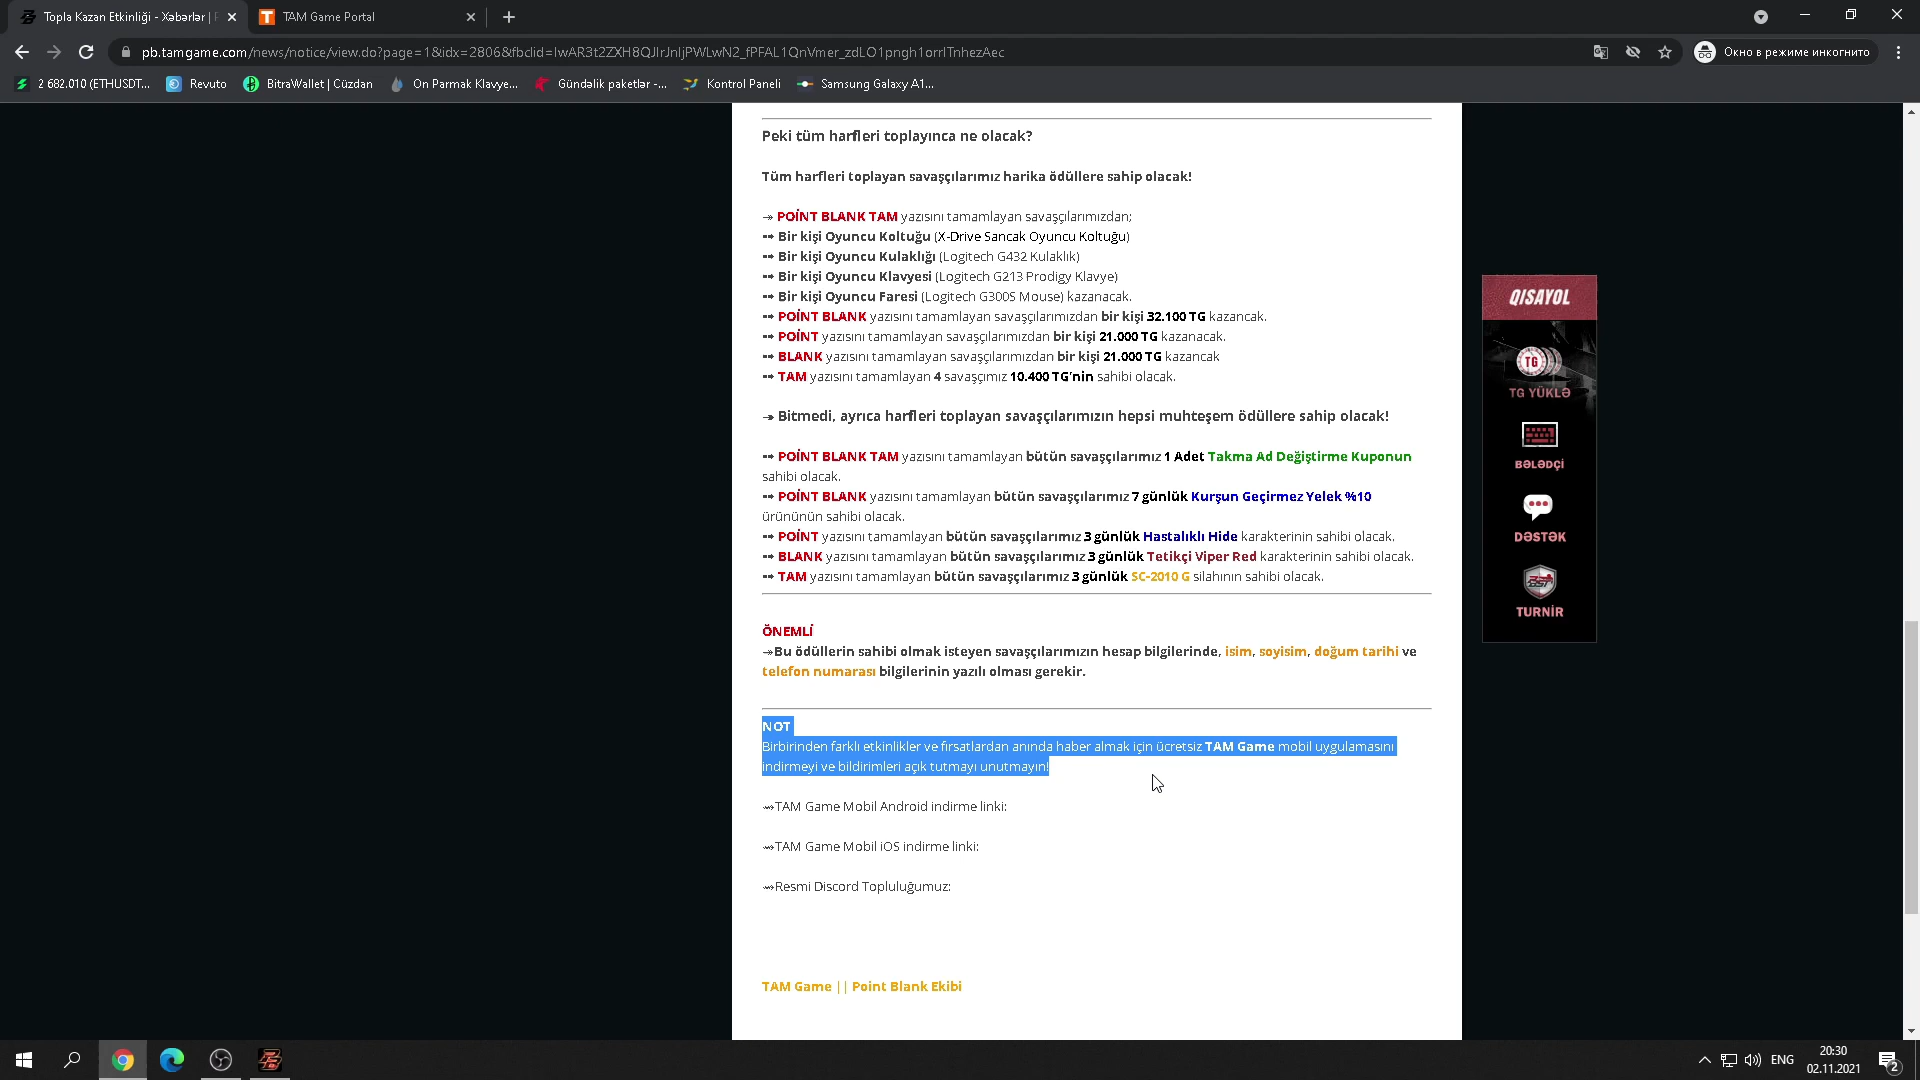 Topla Kazan Etkinliği - Xəbərlər |
TAM Game Portal
pb.tamgame.com/news/notice/view.do?page=1&idx=2806&fbclid=IwAR3t2ZXH8QJIrJnIjPWLwN2_fPFAL1QnVmer_zdLO1pngh1orrITnhezAec
Окно в режиме инкогнито
2 682.010 (ETHUSDT...
Revuto
BitraWallet | Cüzdan
On Parmak Klavye...
Gündəlik paketlər -...
Kontrol Paneli
Samsung Galaxy A1...
Peki tüm harfleri toplayınca ne olacak?
Tüm harfleri toplayan savaşçılarımız harika ödüllere sahip olacak!
→ POİNT BLANK TAM yazısını tamamlayan savaşçılarımızdan;
•• Bir kişi Oyuncu Koltuğu (X-Drive Sancak Oyuncu Koltuğu)
•• Bir kişi Oyuncu Kulaklığı (Logitech G432 Kulaklık)
•• Bir kişi Oyuncu Klavyesi (Logitech G213 Prodigy Klavye)
•• Bir kişi Oyuncu Faresi (Logitech G300S Mouse) kazanacak.
•• POİNT BLANK yazısını tamamlayan savaşçılarımızdan bir kişi 32.100 TG kazancak.
•• POİNT yazısını tamamlayan savaşçılarımızdan bir kişi 21.000 TG kazanacak.
•• BLANK yazısını tamamlayan savaşçılarımızdan bir kişi 21.000 TG kazancak
•• TAM yazısını tamamlayan 4 savaşçımız 10.400 TG'nin sahibi olacak.
→ Bitmedi, ayrıca harfleri toplayan savaşçılarımızın hepsi muhteşem ödüllere sahip olacak!
•• POİNT BLANK TAM yazısını tamamlayan bütün savaşçılarımız 1 Adet Takma Ad Değiştirme Kuponun
sahibi olacak.
•• POİNT BLANK yazısını tamamlayan bütün savaşçılarımız 7 günlük Kurşun Geçirmez Yelek %10
ürününün sahibi olacak.
•• POİNT yazısını tamamlayan bütün savaşçılarımız 3 günlük Hastalıklı Hide karakterinin sahibi olacak.
•• BLANK yazısını tamamlayan bütün savaşçılarımız 3 günlük Tetikçi Viper Red karakterinin sahibi olacak.
•• TAM yazısını tamamlayan bütün savaşçılarımız 3 günlük SC-2010 G silahının sahibi olacak.
ÖNEMLİ
→Bu ödüllerin sahibi olmak isteyen savaşçılarımızın hesap bilgilerinde, isim, soyisim, doğum tarihi ve
telefon numarası bilgilerinin yazılı olması gerekir.
NOT
Birbirinden farklı etkinlikler ve fırsatlardan anında haber almak için ücretsiz TAM Game mobil uygulamasını
indirmeyi ve bildirimleri açık tutmayı unutmayın!
⇝TAM Game Mobil Android indirme linki:
⇝TAM Game Mobil iOS indirme linki:
⇝Resmi Discord Topluluğumuz:
TAM Game || Point Blank Ekibi
QISAYOL
TG
TG YÜKLƏ
BƏLƏDÇİ
DƏSTƏK
TURNİR
ENG
20:30
02.11.2021
2